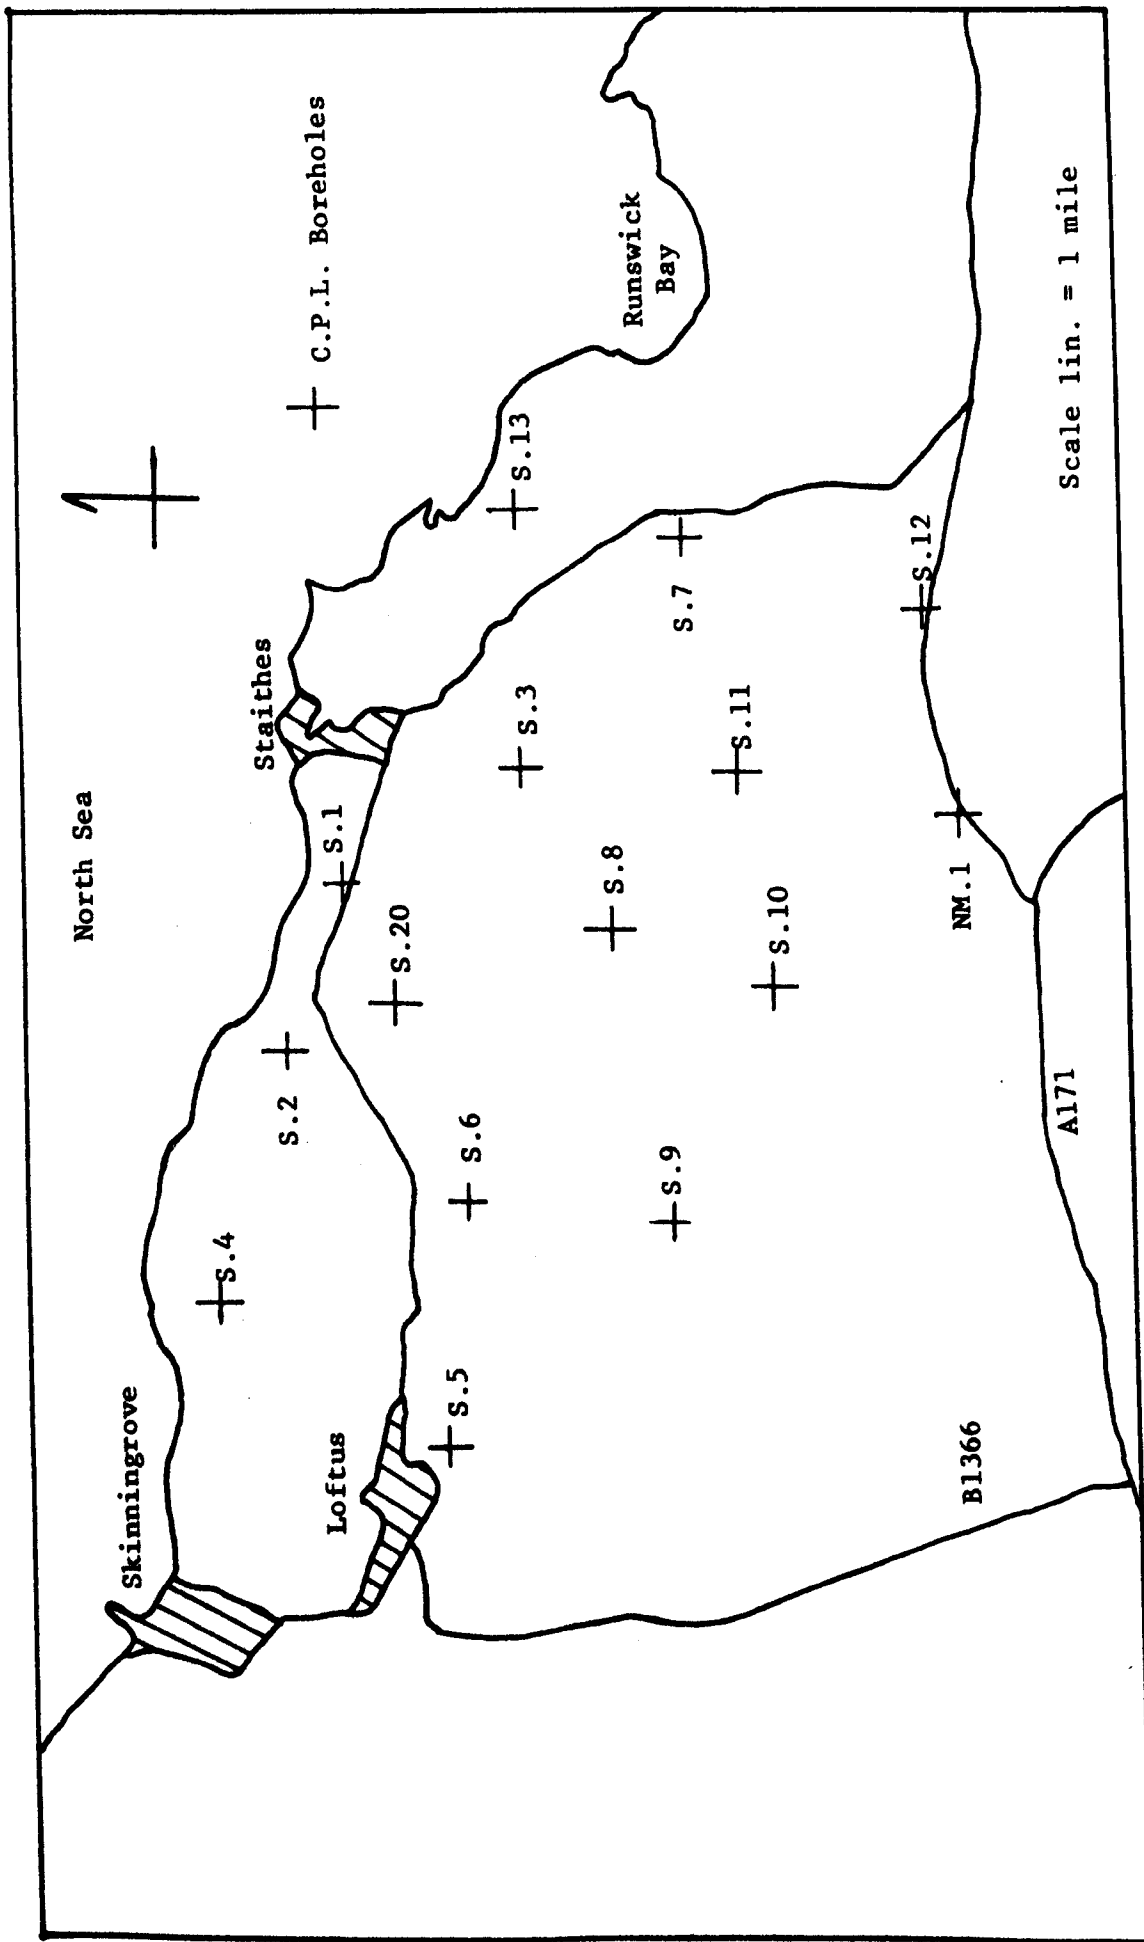 North Sea
C.P.L. Boreholes
Skinningrove
Staithes
Runswick
Bay
Loftus
s.1
s.2
s.4
s.20
s.13
s.5
s.6
s.3
s.8
s.7
s.9
s.11
s.10
s.12
NM.1
B1366
A171
Scale 1in. = 1 mile